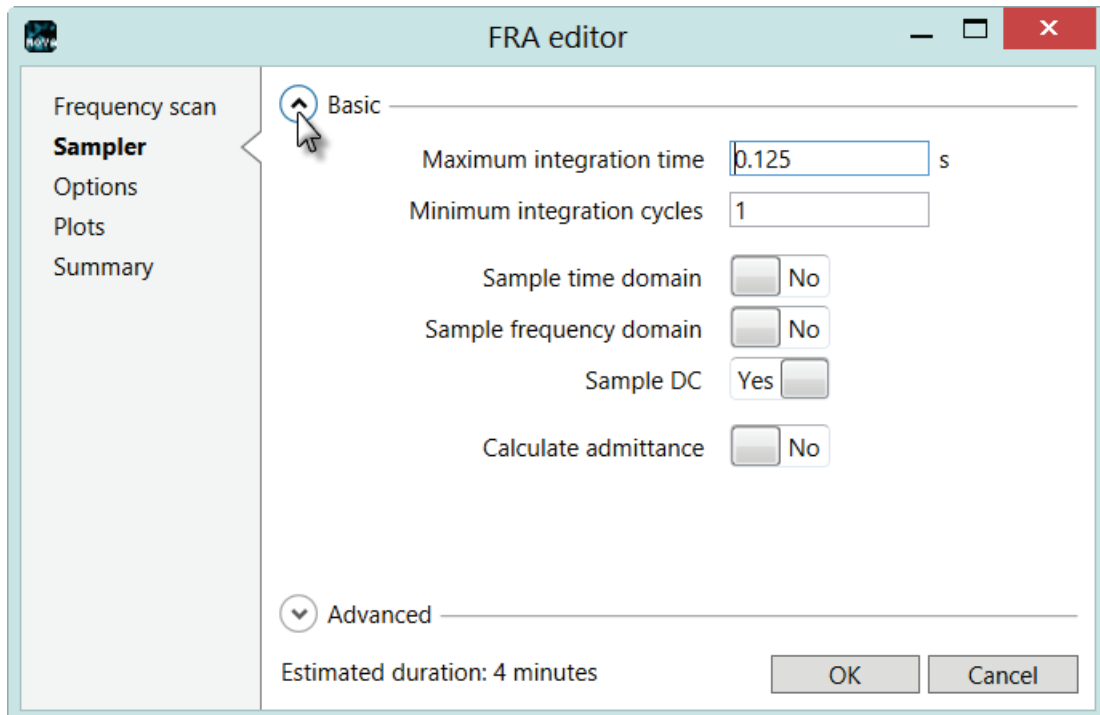 FRA editor
Frequency scan
Sampler
Options
Plots
Summary
Basic
Maximum integration time 0.125 s
Minimum integration cycles 1
Sample time domain No
Sample frequency domain No
Sample DC Yes
Calculate admittance No
Advanced
Estimated duration: 4 minutes OK Cancel